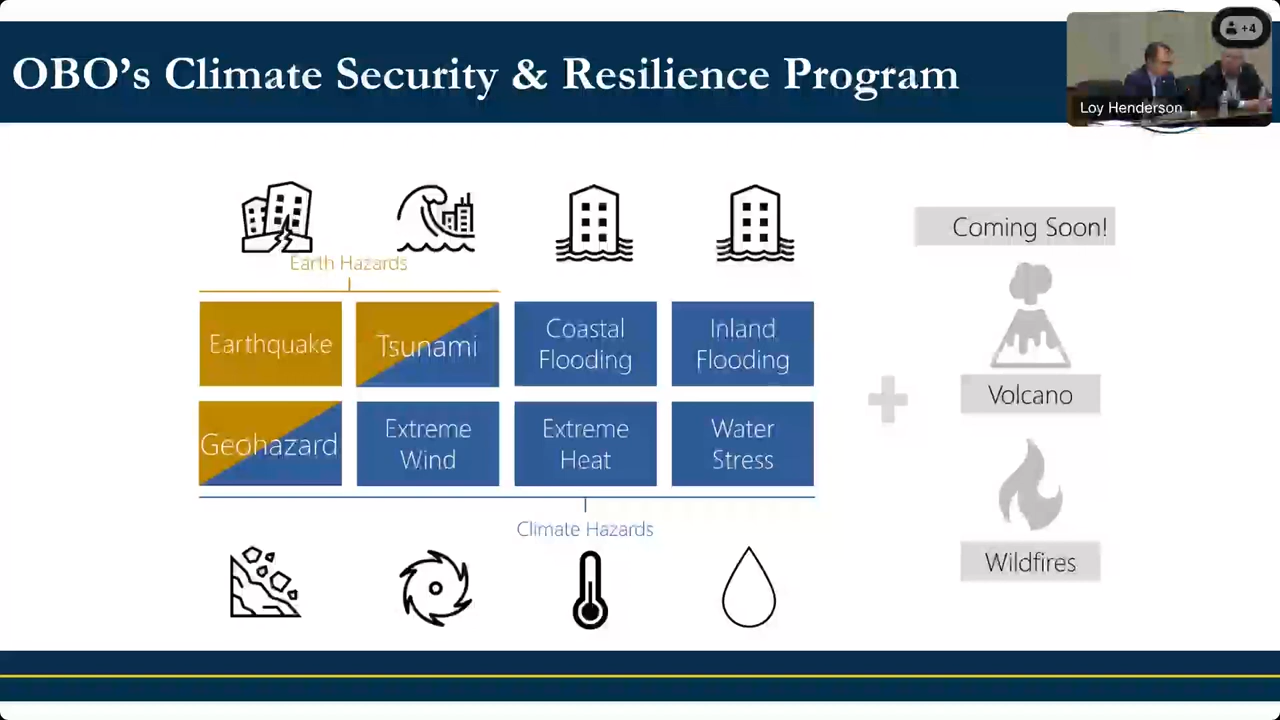 OBO's Climate Security & Resilience Program
+4
Loy Henderson
Earth Hazards
Earthquake
Tsunami
Coastal
Flooding
Inland
Flooding
Geohazard
Extreme
Wind
Extreme
Heat
Water
Stress
Climate Hazards
Coming Soon!
Volcano
Wildfires